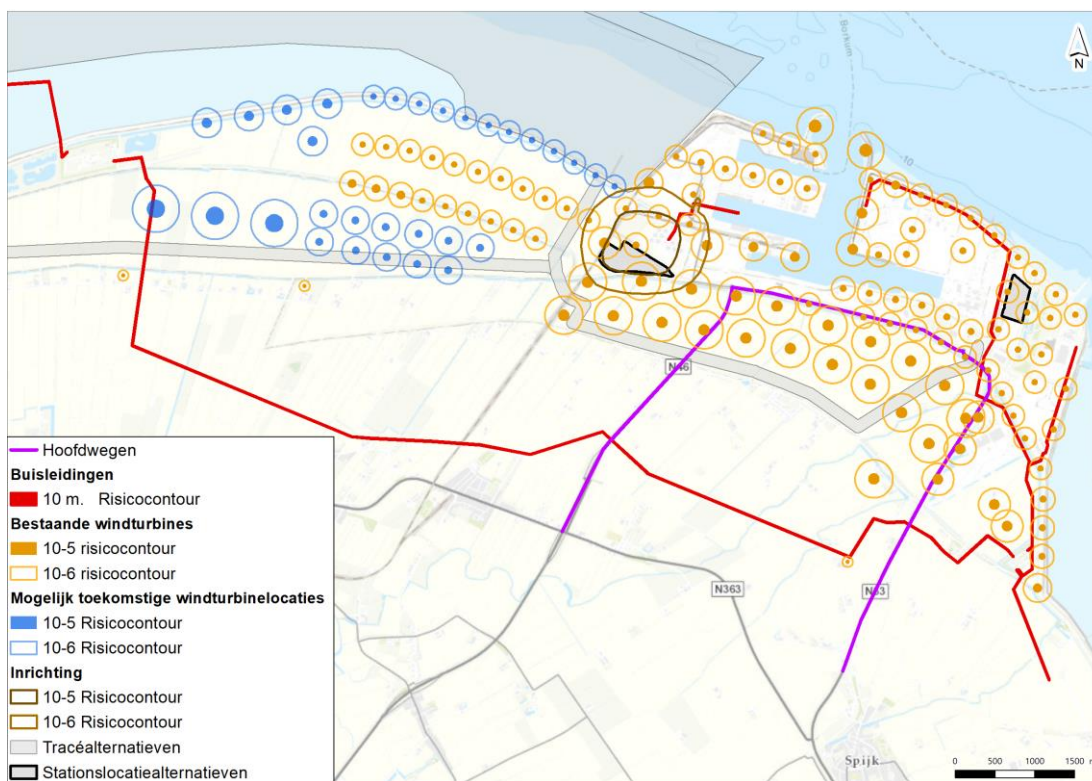 Borkum
N
-10
N46
N363
N33
Spijk
Hoofdwegen
Buisleidingen
10 m. Risicocontour
Bestaande windturbines
10-5 risicocontour
10-6 risicocontour
Mogelijk toekomstige windturbinelocaties
10-5 Risicocontour
10-6 Risicocontour
Inrichting
10-5 Risicocontour
10-6 Risicocontour
Tracéalternatieven
Stationslocatiealternatieven
0 500 1000 1500